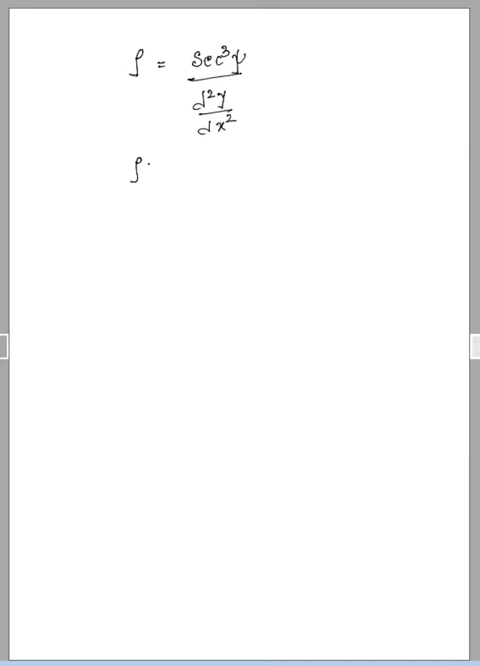 ρ = Sec³ψ
d²y
dx²
ρ.